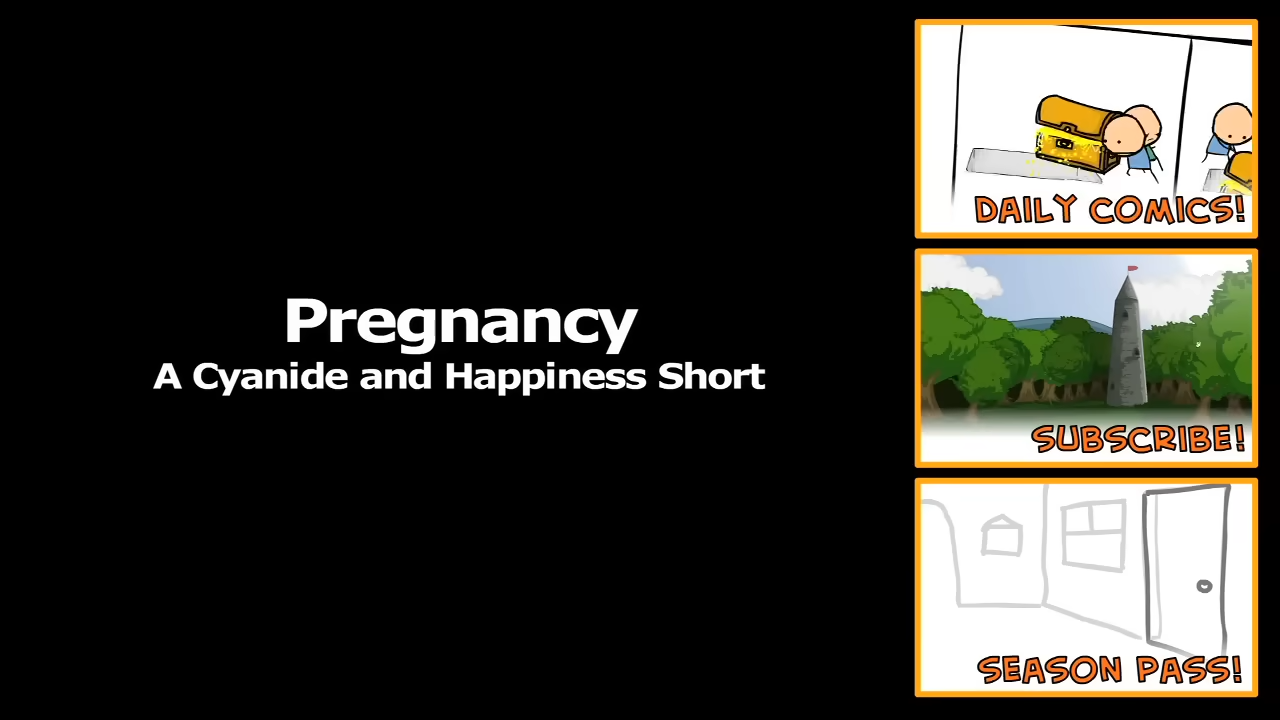 Pregnancy
A Cyanide and Happiness Short
DAILY COMICS!
SUBSCRIBE!
SEASON PASS!